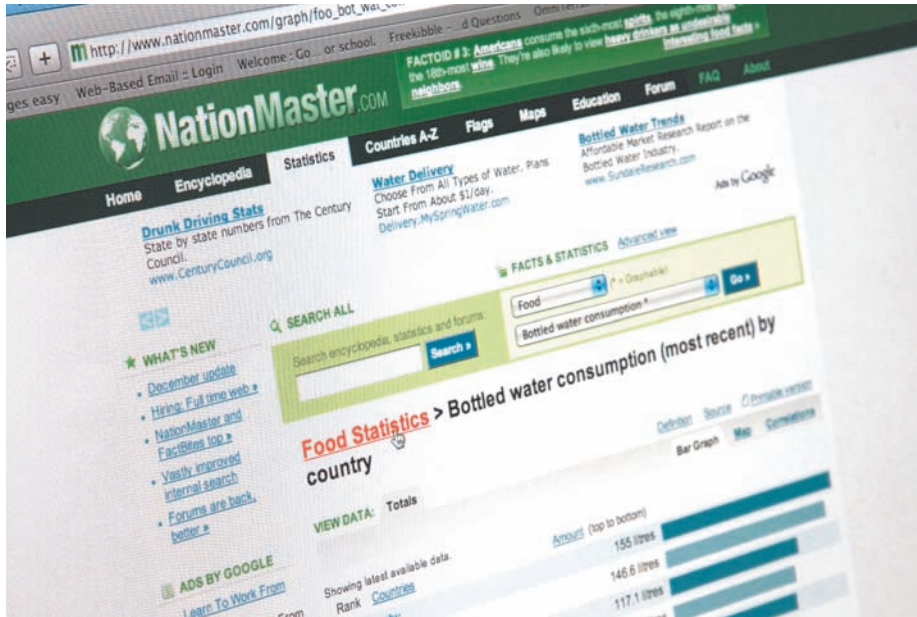 http://www.nationmaster.com/graph/foo_bot_wat_co
ges easy Web-Based Email :: Login Welcome : Go... or school. Freekibble – ...d Questions
FACTOID # 3: Americans consume the sixth-most spirits, the eighth-most
the 18th-most wine. They're also likely to view heavy drinkers as undesirable
neighbors.
Interesting food facts »
NationMaster.COM
Home Encyclopedia Statistics Countries A-Z Flags Maps Education Forum FAQ About
Drunk Driving Stats
State by state numbers from The Century
Council.
www.CenturyCouncil.org
Water Delivery
Choose From All Types of Water, Plans
Start From About $1/day.
Delivery.MySpringWater.com
Bottled Water Trends
Affordable Market Research Report on the
Bottled Water Industry.
www.SundaleResearch.com
Ads by Google
WHAT'S NEW
• December update
• Hiring: Full time web »
• NationMaster and
FactBites top »
• Vastly improved
internal search
• Forums are back,
better »
ADS BY GOOGLE
Learn To Work From
From
SEARCH ALL
Search encyclopedia, statistics and forums:
Search »
FACTS & STATISTICS Advanced view
Food (* = Graphable)
Bottled water consumption * Go »
Food Statistics > Bottled water consumption (most recent) by
country
Definition Source Printable version
Bar Graph Map Correlations
VIEW DATA: Totals
Showing latest available data.
Rank Countries Amount (top to bottom)
155 litres
146.6 litres
117.1 litres
litres